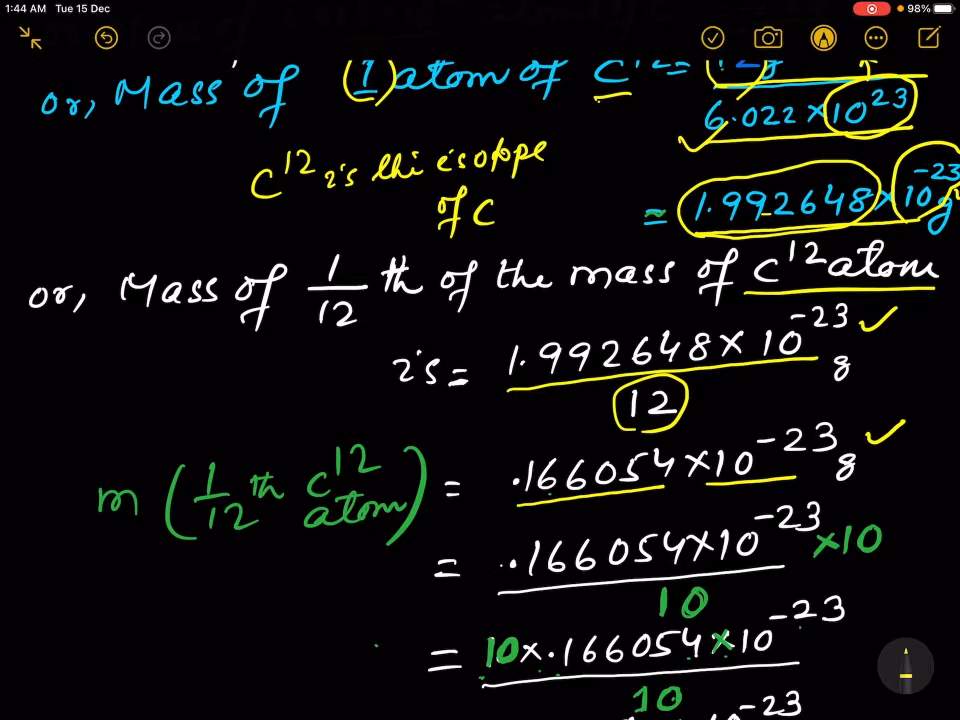 1:44 AM Tue 15 Dec 98%
or, Mass of (1) atom of C12 = 12g
6.022 × 10^23
C^12 is the isotope
of C
≈ 1.992648 × 10^-23 g
or, Mass of 1/12 th of the mass of C^12 atom
is = 1.992648 × 10^-23 g
12
m (1/12 th C^12 atom) = .166054 × 10^-23 g
= .166054 × 10^-23 × 10
10
= 10 × .166054 × 10^-23
10
-23